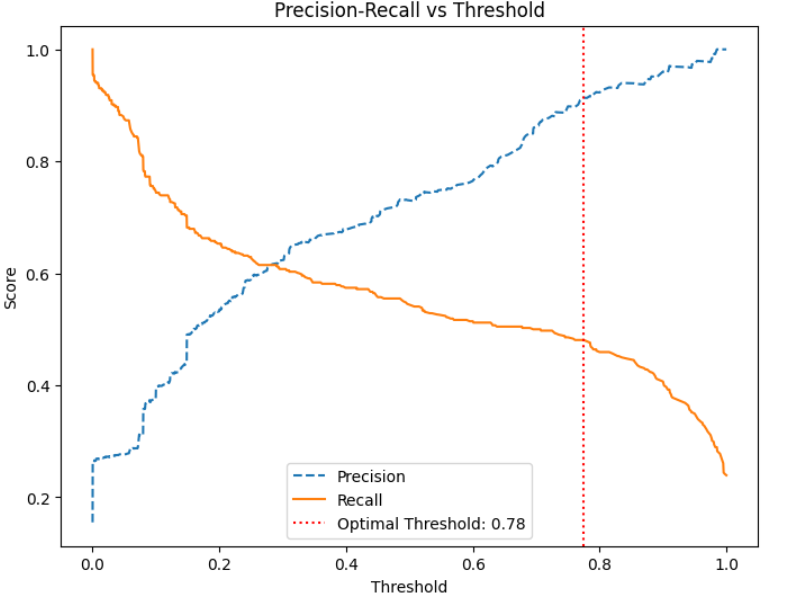 Precision-Recall vs Threshold
1.0
0.8
0.6
0.4
0.2
Score
Precision
Recall
Optimal Threshold: 0.78
0.0 0.2 0.4 0.6 0.8 1.0
Threshold